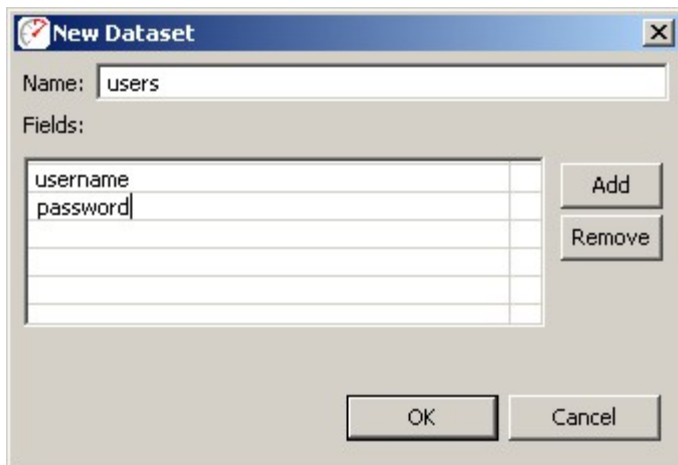 New Dataset
Name: users
Fields:
username
password
Add
Remove
OK
Cancel